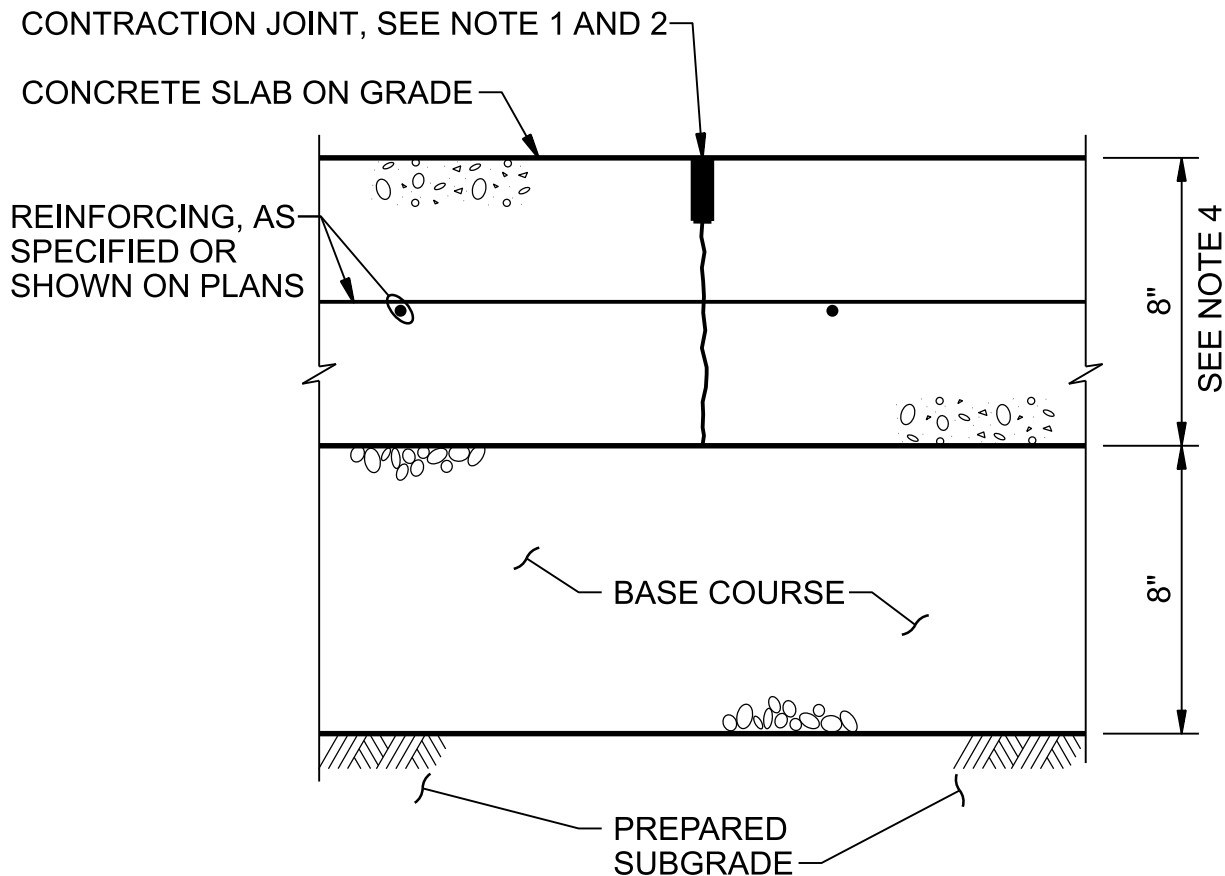 CONTRACTION JOINT, SEE NOTE 1 AND 2
CONCRETE SLAB ON GRADE
REINFORCING, AS
SPECIFIED OR
SHOWN ON PLANS
8"
SEE NOTE 4
BASE COURSE
8"
PREPARED
SUBGRADE